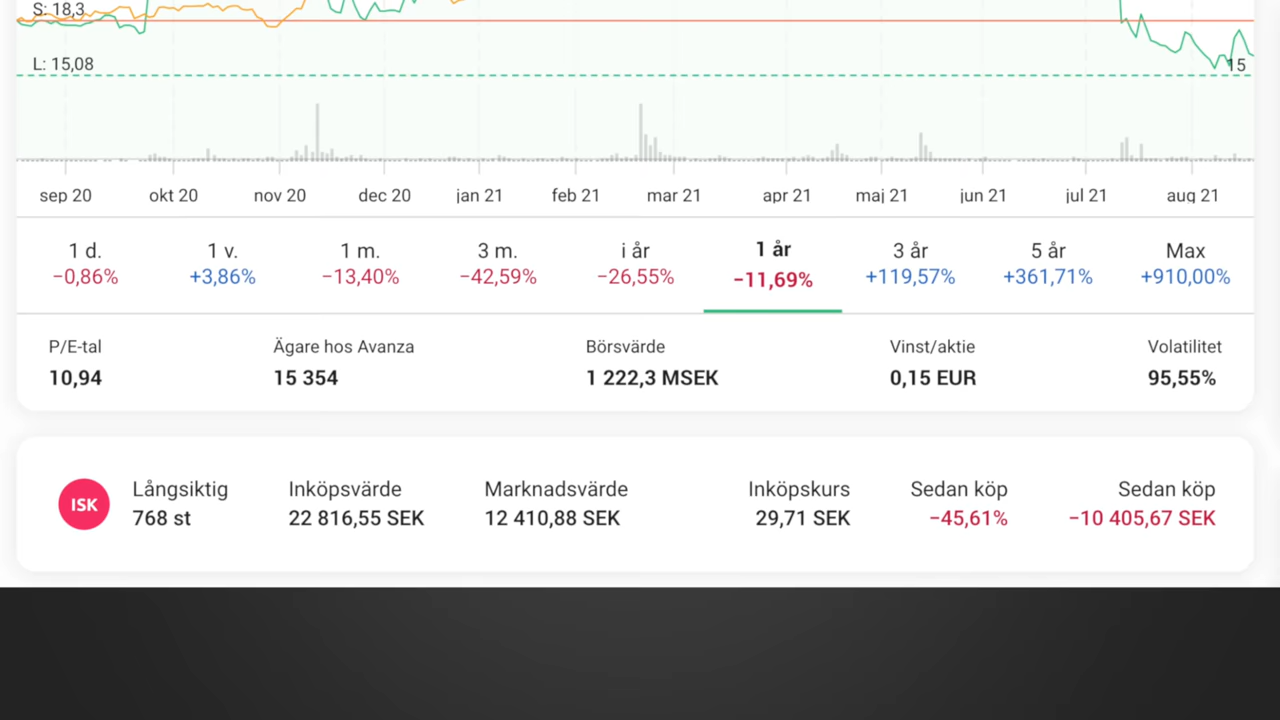 S: 18,3
L: 15,08
15
sep 20 okt 20 nov 20 dec 20 jan 21 feb 21 mar 21 apr 21 maj 21 jun 21 jul 21 aug 21
1 d. 1 v. 1 m. 3 m. i år 1 år 3 år 5 år Max
−0,86% +3,86% −13,40% −42,59% −26,55% −11,69% +119,57% +361,71% +910,00%
P/E-tal Ägare hos Avanza Börsvärde Vinst/aktie Volatilitet
10,94 15 354 1 222,3 MSEK 0,15 EUR 95,55%
ISK
Långsiktig Inköpsvärde Marknadsvärde Inköpskurs Sedan köp Sedan köp
768 st 22 816,55 SEK 12 410,88 SEK 29,71 SEK −45,61% −10 405,67 SEK